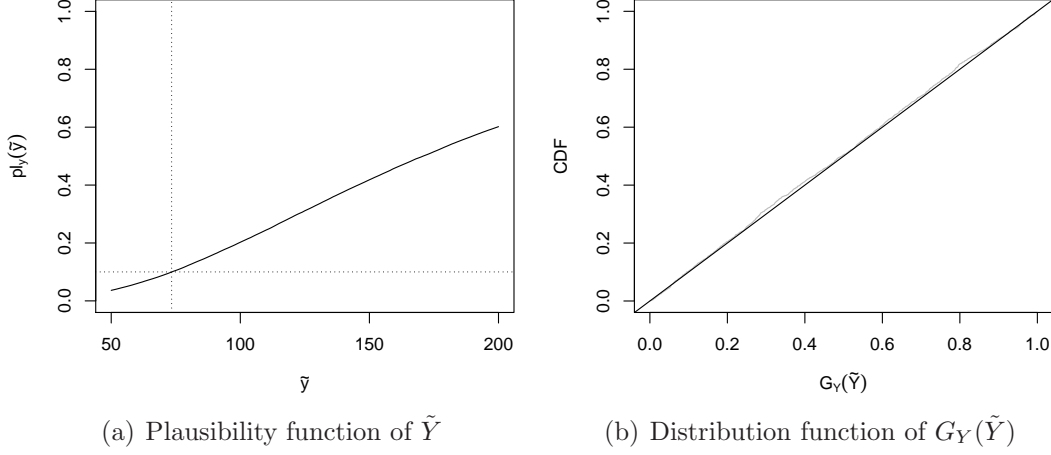 1.0
0.8
0.6
0.4
0.2
0.0
pl_y(ỹ)
50 100 150 200
ỹ
(a) Plausibility function of Ỹ
1.0
0.8
0.6
0.4
0.2
0.0
CDF
0.0 0.2 0.4 0.6 0.8 1.0
G_Y(Ỹ)
(b) Distribution function of G_Y(Ỹ)